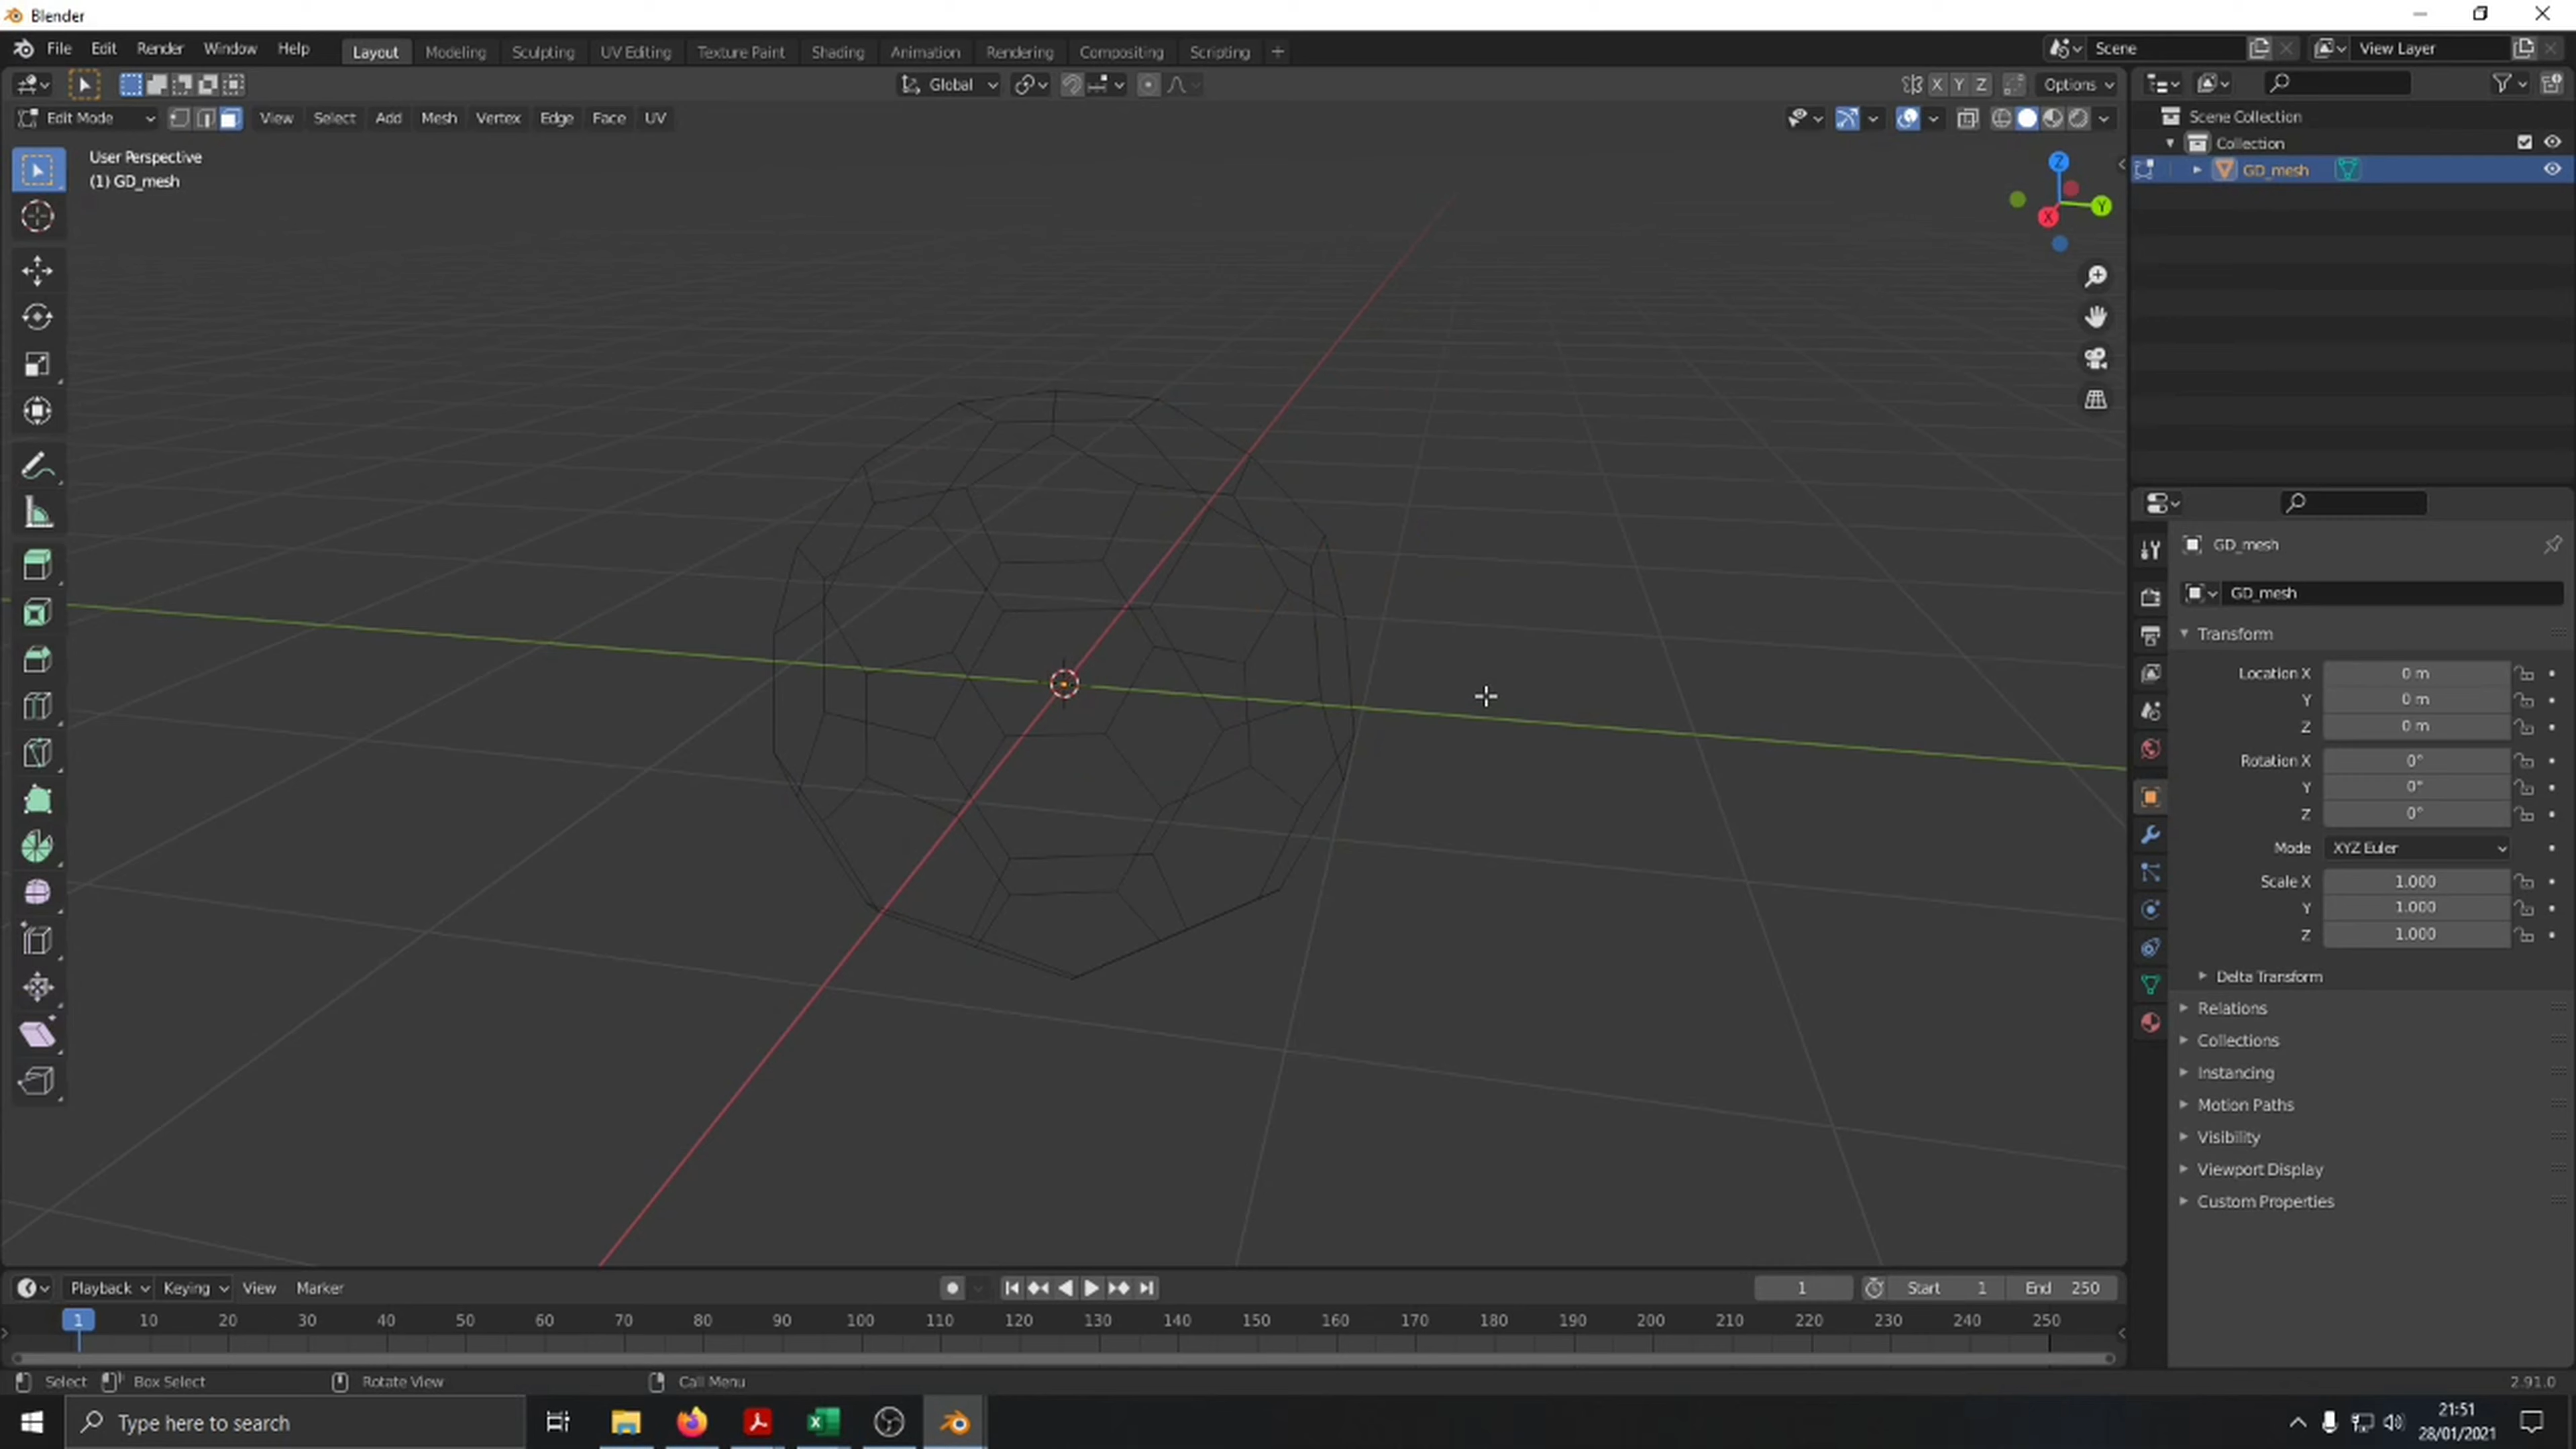 Blender
File Edit Render Window Help
Layout Modeling Sculpting UV Editing Texture Paint Shading Animation Rendering Compositing Scripting +
Scene
View Layer
Global
X Y Z
Options
Edit Mode
View Select Add Mesh Vertex Edge Face UV
User Perspective
(1) GD_mesh
Z
Y
X
Scene Collection
Collection
GD_mesh
GD_mesh
GD_mesh
Transform
Location X 0 m
Y 0 m
Z 0 m
Rotation X 0°
Y 0°
Z 0°
Mode XYZ Euler
Scale X 1.000
Y 1.000
Z 1.000
Delta Transform
Relations
Collections
Instancing
Motion Paths
Visibility
Viewport Display
Custom Properties
Playback Keying View Marker
1
Start 1
End 250
1 10 20 30 40 50 60 70 80 90 100 110 120 130 140 150 160 170 180 190 200 210 220 230 240 250
Select Box Select Rotate View Call Menu
2.91.0
Type here to search
21:51
28/01/2021